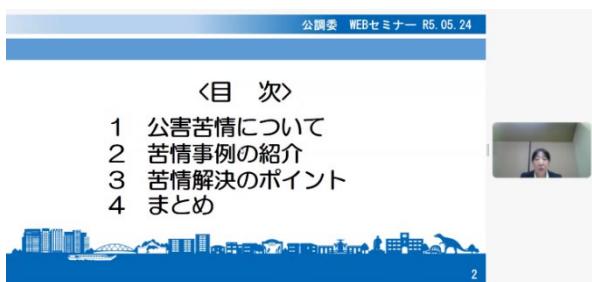 公調委 WEBセミナー R5.05.24
〈目 次〉
1 公害苦情について
2 苦情事例の紹介
3 苦情解決のポイント
4 まとめ
2